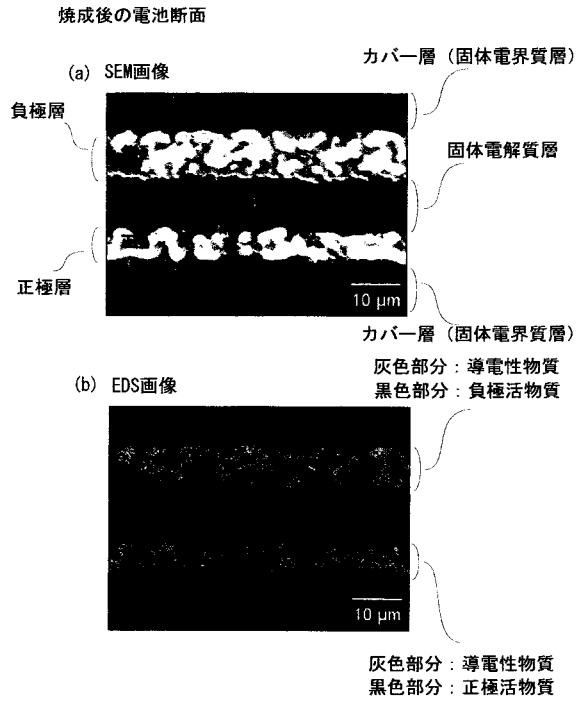 焼成後の電池断面
(a) SEM画像
カバー層（固体電界質層）
負極層
固体電解質層
正極層
10 μm
カバー層（固体電界質層）
灰色部分：導電性物質
黒色部分：負極活物質
(b) EDS画像
10 μm
灰色部分：導電性物質
黒色部分：正極活物質